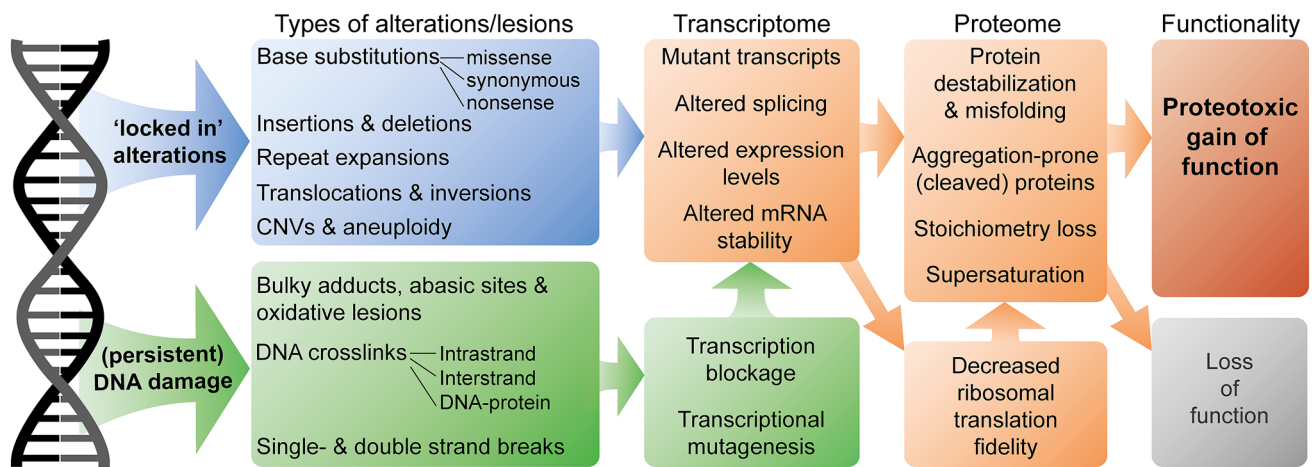 Types of alterations/lesions
Transcriptome
Proteome
Functionality
'locked in'
alterations
Base substitutions
missense
synonymous
nonsense
Insertions & deletions
Repeat expansions
Translocations & inversions
CNVs & aneuploidy
Mutant transcripts
Altered splicing
Altered expression
levels
Altered mRNA
stability
Protein
destabilization
& misfolding
Aggregation-prone
(cleaved) proteins
Stoichiometry loss
Supersaturation
Proteotoxic
gain of
function
(persistent)
DNA damage
Bulky adducts, abasic sites &
oxidative lesions
DNA crosslinks
Intrastrand
Interstrand
DNA-protein
Single- & double strand breaks
Transcription
blockage
Transcriptional
mutagenesis
Decreased
ribosomal
translation
fidelity
Loss
of
function